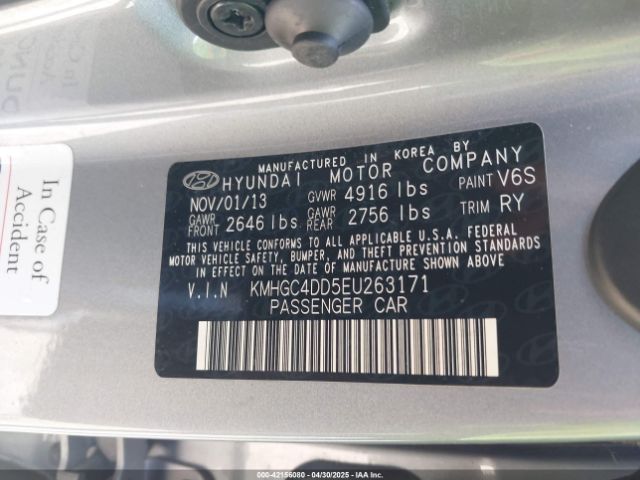 MANUFACTURED IN KOREA BY
HYUNDAI MOTOR COMPANY
NOV/01/13 GVWR 4916 lbs PAINT V6S
GAWR FRONT 2646 lbs GAWR REAR 2756 lbs TRIM RY
THIS VEHICLE CONFORMS TO ALL APPLICABLE U.S.A. FEDERAL
MOTOR VEHICLE SAFETY, BUMPER, AND THEFT PREVENTION STANDARDS
IN EFFECT ON THE DATE OF MANUFACTURE SHOWN ABOVE
V.I.N KMHGC4DD5EU263171
PASSENGER CAR
In Case of
Accident
© IAA - 42156080 - 04/30/2025 - IAAI.COM